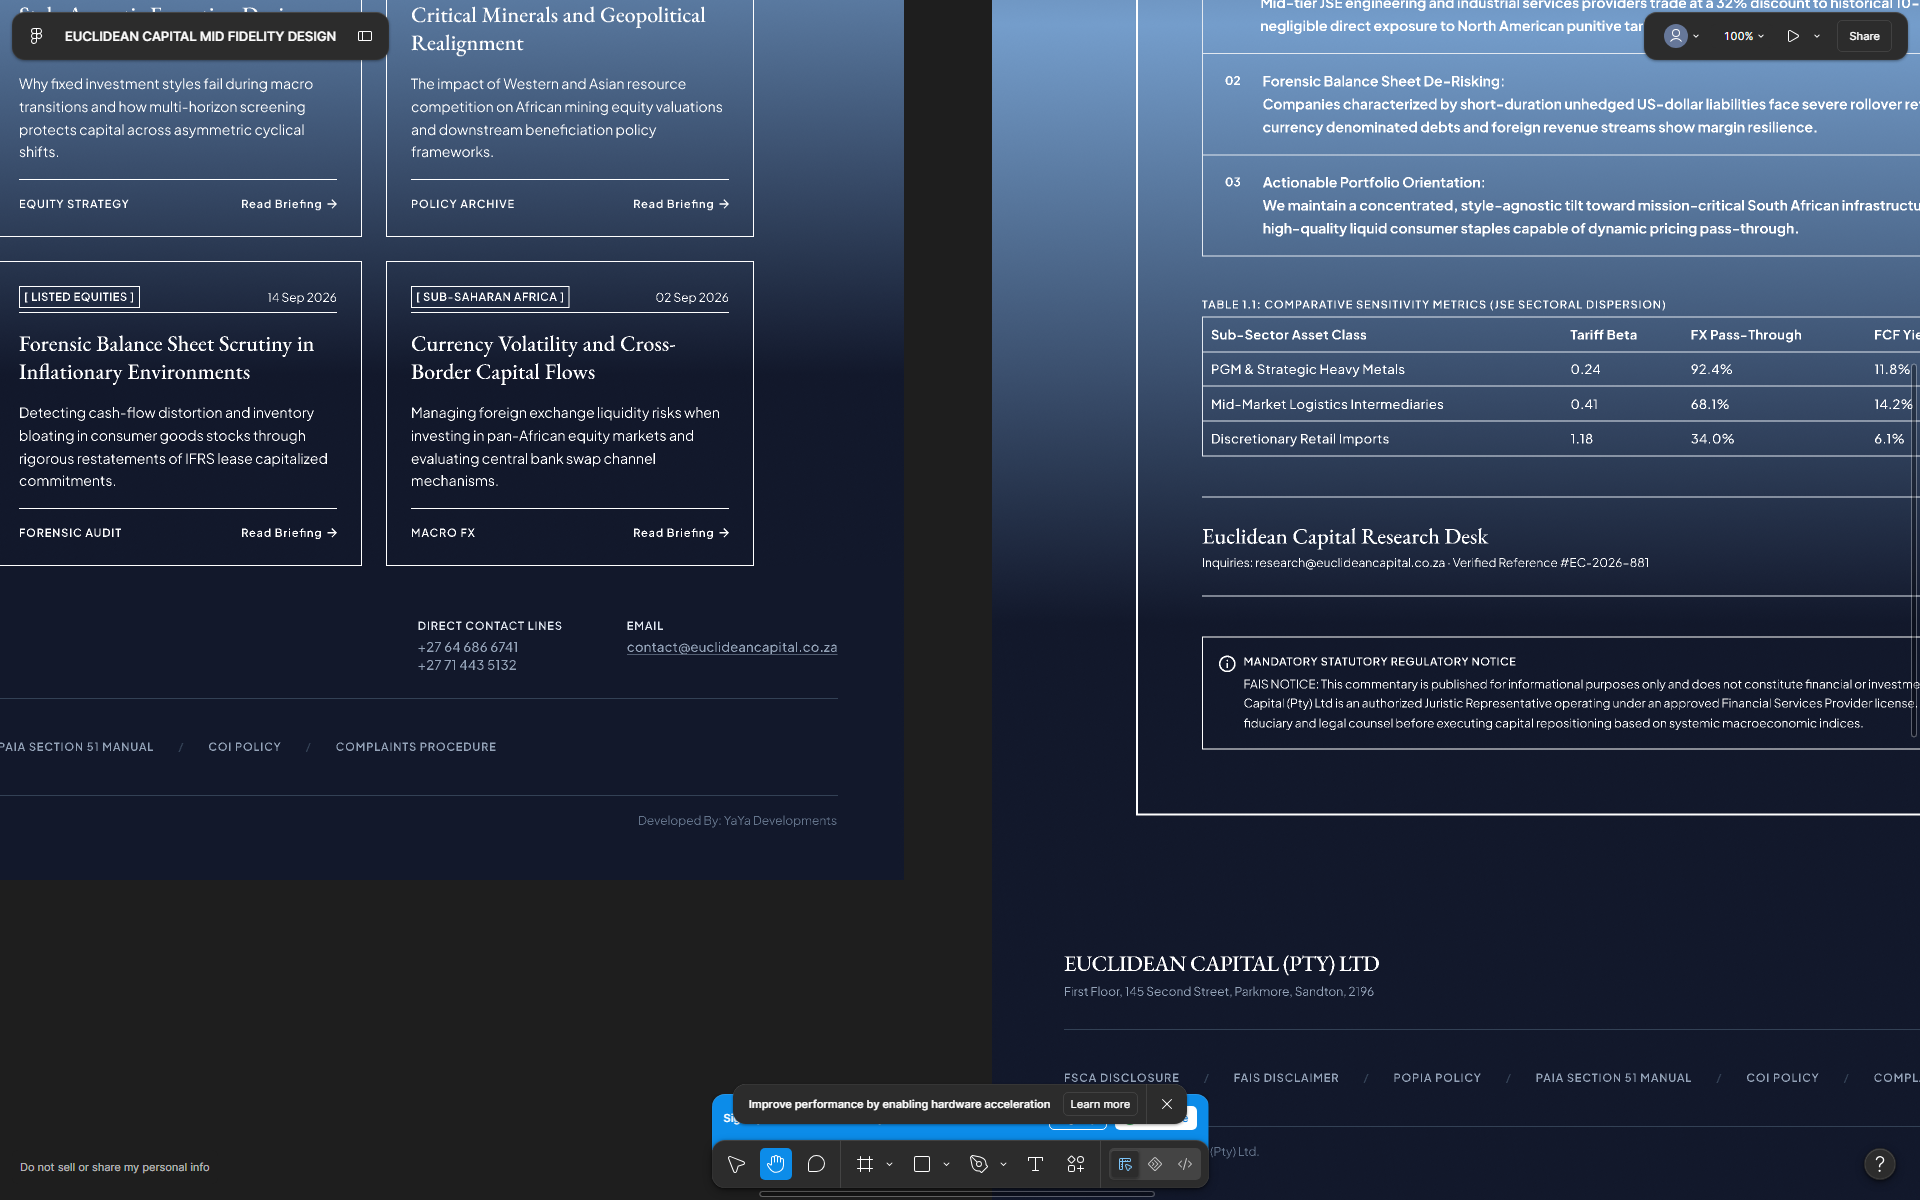 EUCLIDEAN CAPITAL MID FIDELITY DESIGN
100%
Share
Why fixed investment styles fail during macro
transitions and how multi-horizon screening
protects capital across asymmetric cyclical
shifts.
EQUITY STRATEGY
Read Briefing →
Critical Minerals and Geopolitical
Realignment
The impact of Western and Asian resource
competition on African mining equity valuations
and downstream beneficiation policy
frameworks.
POLICY ARCHIVE
Read Briefing →
[ LISTED EQUITIES ]
14 Sep 2026
Forensic Balance Sheet Scrutiny in
Inflationary Environments
Detecting cash-flow distortion and inventory
bloating in consumer goods stocks through
rigorous restatements of IFRS lease capitalized
commitments.
FORENSIC AUDIT
Read Briefing →
[ SUB-SAHARAN AFRICA ]
02 Sep 2026
Currency Volatility and Cross-
Border Capital Flows
Managing foreign exchange liquidity risks when
investing in pan-African equity markets and
evaluating central bank swap channel
mechanisms.
MACRO FX
Read Briefing →
DIRECT CONTACT LINES
+27 64 686 6741
+27 71 443 5132
EMAIL
contact@euclideancapital.co.za
PAIA SECTION 51 MANUAL / COI POLICY / COMPLAINTS PROCEDURE
Developed By: YaYa Developments
Mid-tier JSE engineering and industrial services providers trade at a 32% discount to historical 10-
negligible direct exposure to North American punitive
02
Forensic Balance Sheet De-Risking:
Companies characterized by short-duration unhedged US-dollar liabilities face severe rollover
currency denominated debts and foreign revenue streams show margin resilience.
03
Actionable Portfolio Orientation:
We maintain a concentrated, style-agnostic tilt toward mission-critical South African
high-quality liquid consumer staples capable of dynamic pricing pass-through.
TABLE 1.1: COMPARATIVE SENSITIVITY METRICS (JSE SECTORAL DISPERSION)
Sub-Sector Asset Class Tariff Beta FX Pass-Through FCF
PGM & Strategic Heavy Metals 0.24 92.4% 11.8%
Mid-Market Logistics Intermediaries 0.41 68.1% 14.2%
Discretionary Retail Imports 1.18 34.0% 6.1%
Euclidean Capital Research Desk
Inquiries: research@euclideancapital.co.za · Verified Reference #EC-2026-881
MANDATORY STATUTORY REGULATORY NOTICE
FAIS NOTICE: This commentary is published for informational purposes only and does not constitute financial or
Capital (Pty) Ltd is an authorized Juristic Representative operating under an approved Financial Services Provider license.
fiduciary and legal counsel before executing capital repositioning based on systemic macroeconomic indices.
EUCLIDEAN CAPITAL (PTY) LTD
First Floor, 145 Second Street, Parkmore, Sandton, 2196
FSCA DISCLOSURE / FAIS DISCLAIMER / POPIA POLICY / PAIA SECTION 51 MANUAL / COI POLICY /
(Pty) Ltd.
Improve performance by enabling hardware acceleration
Learn more
Do not sell or share my personal info
?